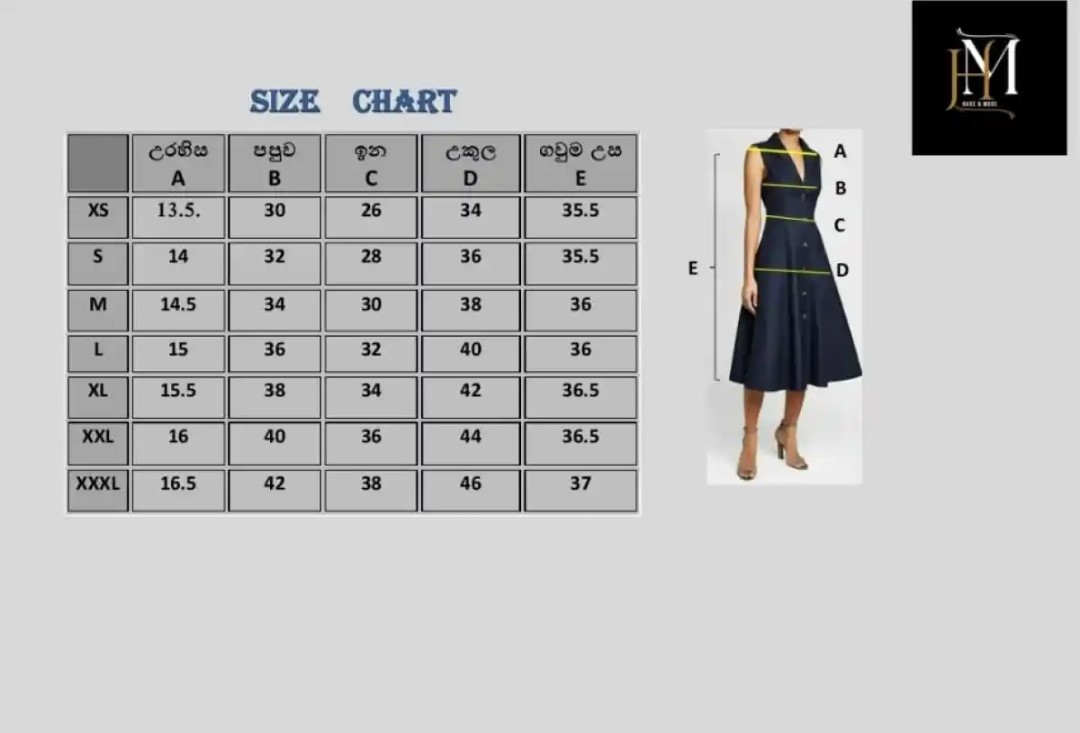 SIZE CHART
උරහිස පපුව ඉන උකුල ගවුම උස
A B C D E
XS 13.5. 30 26 34 35.5
S 14 32 28 36 35.5
M 14.5 34 30 38 36
L 15 36 32 40 36
XL 15.5 38 34 42 36.5
XXL 16 40 36 44 36.5
XXXL 16.5 42 38 46 37
A
B
C
E
D
HM